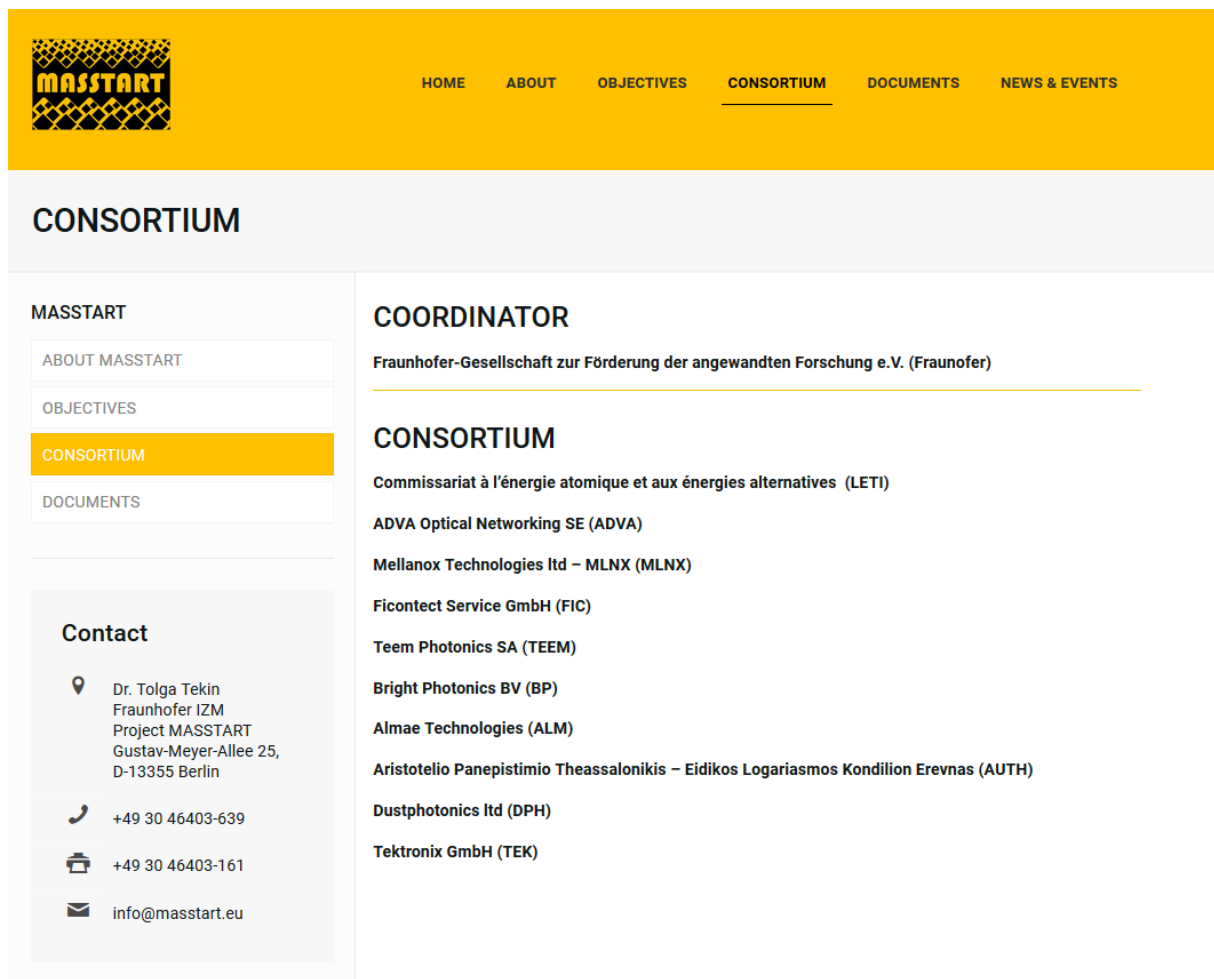 MASSTART
HOME
ABOUT
OBJECTIVES
CONSORTIUM
DOCUMENTS
NEWS & EVENTS
CONSORTIUM
MASSTART
ABOUT MASSTART
OBJECTIVES
CONSORTIUM
DOCUMENTS
Contact
Dr. Tolga Tekin
Fraunhofer IZM
Project MASSTART
Gustav-Meyer-Allee 25,
D-13355 Berlin
+49 30 46403-639
+49 30 46403-161
info@masstart.eu
COORDINATOR
Fraunhofer-Gesellschaft zur Förderung der angewandten Forschung e.V. (Fraunofer)
CONSORTIUM
Commissariat à l’énergie atomique et aux énergies alternatives  (LETI)
ADVA Optical Networking SE (ADVA)
Mellanox Technologies ltd – MLNX (MLNX)
Ficontect Service GmbH (FIC)
Teem Photonics SA (TEEM)
Bright Photonics BV (BP)
Almae Technologies (ALM)
Aristotelio Panepistimio Theassalonikis – Eidikos Logariasmos Kondilion Erevnas (AUTH)
Dustphotonics ltd (DPH)
Tektronix GmbH (TEK)